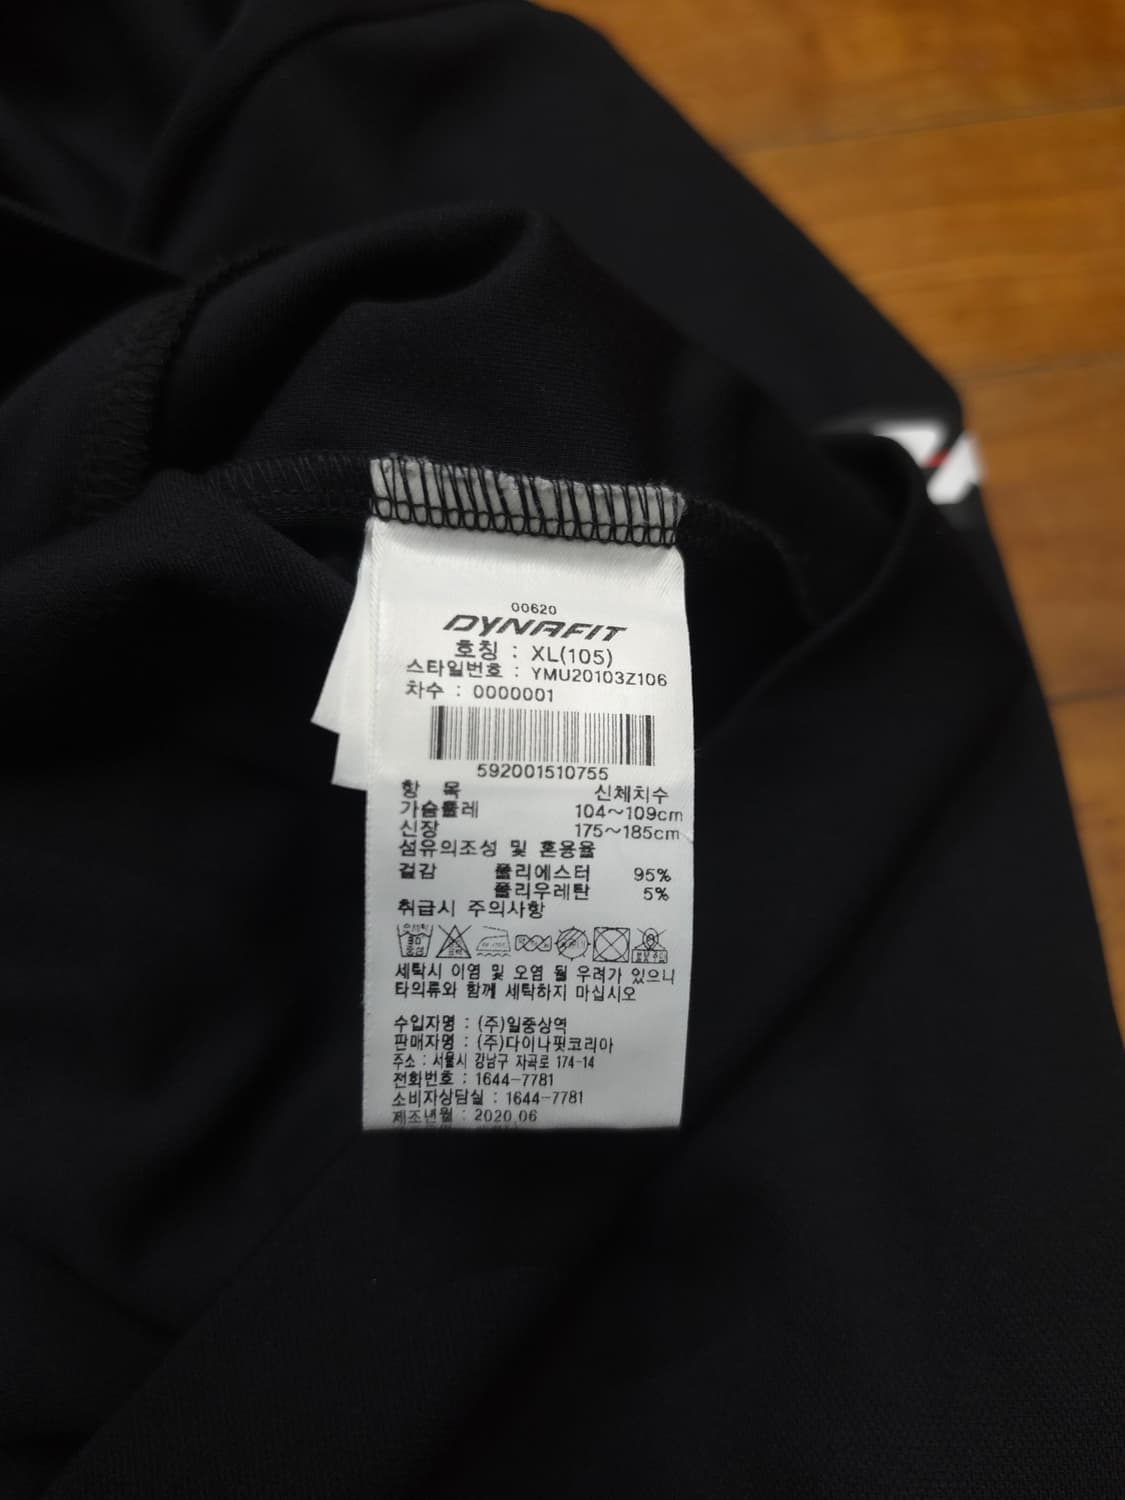 00620
DYNAFIT
호칭 : XL(105)
스타일번호 : YMU20103Z106
차수 : 0000001
592001510755
항 목 신체치수
가슴둘레 104~109cm
신장 175~185cm
섬유의조성 및 혼용율
겉감 폴리에스터 95%
폴리우레탄 5%
취급시 주의사항
30
중성
세탁시 이염 및 오염 될 우려가 있으니
타의류와 함께 세탁하지 마십시오
수입자명 : (주)일중상역
판매자명 : (주)다이나핏코리아
주소 : 서울시 강남구 자곡로 174-14
전화번호 : 1644-7781
소비자상담실 : 1644-7781
제조년월 : 2020.06